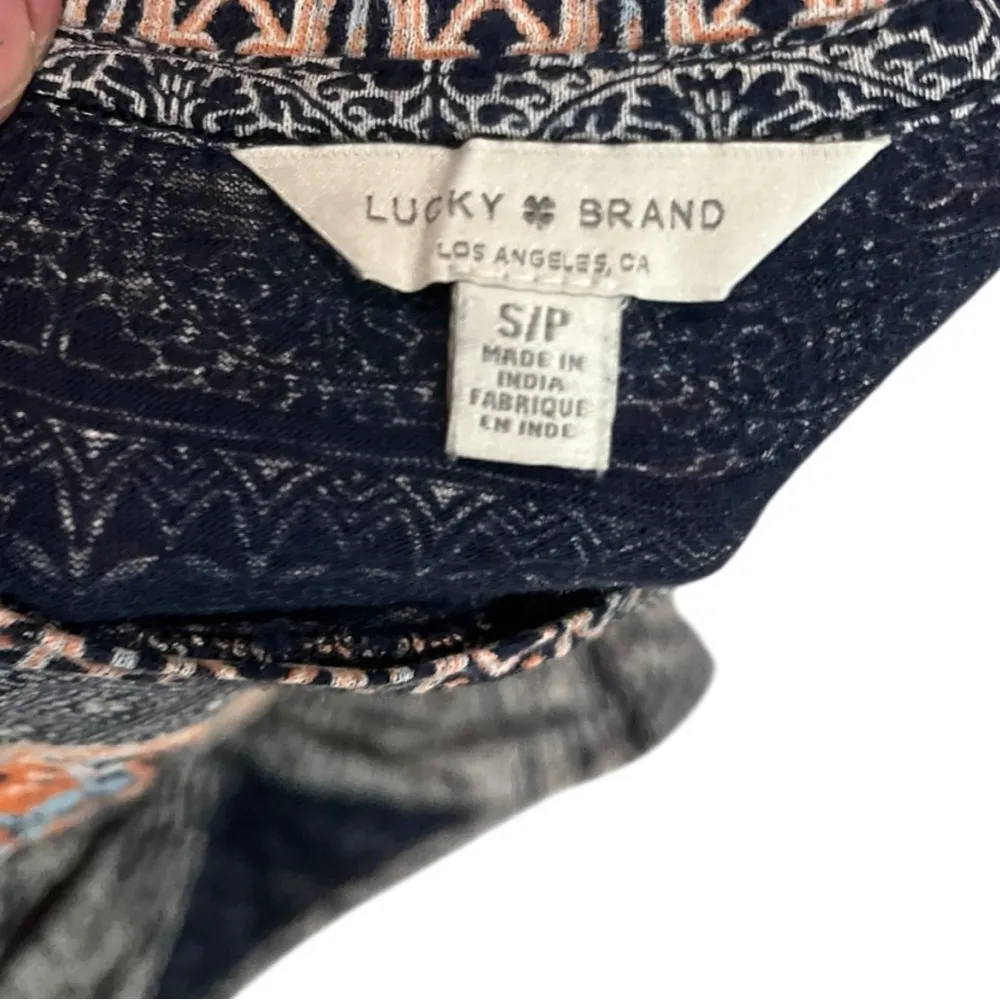 LUCKY BRAND
LOS ANGELES, CA
S/P
MADE IN
INDIA
FABRIQUE
EN INDE